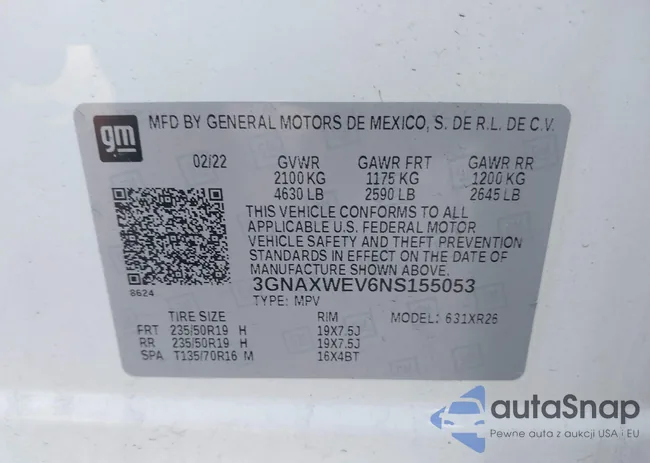 gm
MFD BY GENERAL MOTORS DE MEXICO, S. DE R.L. DE C.V.
02/22 GVWR GAWR FRT GAWR RR
2100 KG 1175 KG 1200 KG
4630 LB 2590 LB 2645 LB
THIS VEHICLE CONFORMS TO ALL
APPLICABLE U.S. FEDERAL MOTOR
VEHICLE SAFETY AND THEFT PREVENTION
STANDARDS IN EFFECT ON THE DATE OF
MANUFACTURE SHOWN ABOVE.
8624
3GNAXWEV6NS155053
TYPE: MPV
TIRE SIZE RIM MODEL: 631XR26
FRT 235/50R19 H 19X7.5J
RR 235/50R19 H 19X7.5J
SPA T135/70R16 M 16X4BT
autaSnap
Pewne auta z aukcji USA i EU